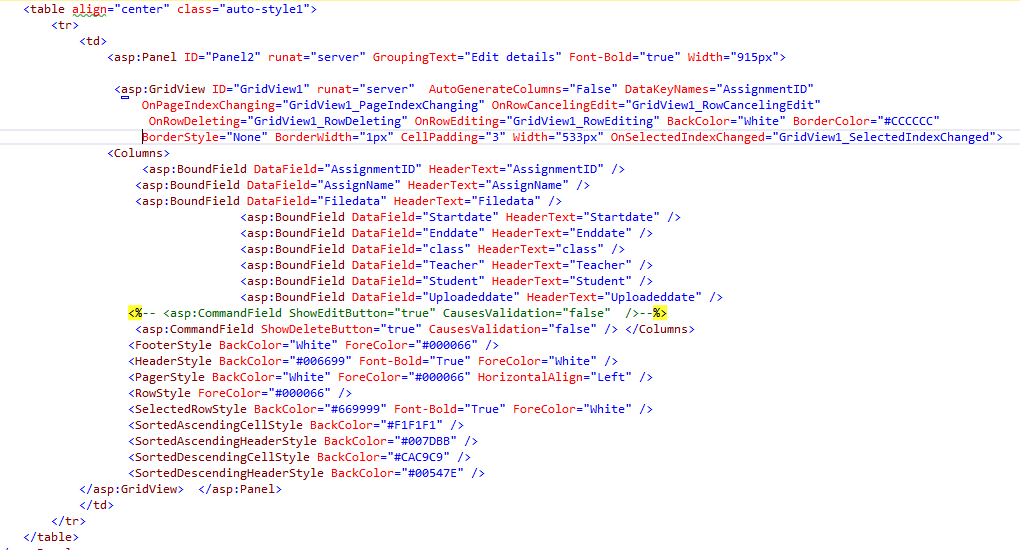 <table align="center" class="auto-style1">
<tr>
<td>
<asp:Panel ID="Panel2" runat="server" GroupingText="Edit details" Font-Bold="true" Width="915px">
<asp:GridView ID="GridView1" runat="server"  AutoGenerateColumns="False" DataKeyNames="AssignmentID"
OnPageIndexChanging="GridView1_PageIndexChanging" OnRowCancelingEdit="GridView1_RowCancelingEdit"
OnRowDeleting="GridView1_RowDeleting" OnRowEditing="GridView1_RowEditing" BackColor="White" BorderColor="#CCCCCC"
BorderStyle="None" BorderWidth="1px" CellPadding="3" Width="533px" OnSelectedIndexChanged="GridView1_SelectedIndexChanged">
<Columns>
<asp:BoundField DataField="AssignmentID" HeaderText="AssignmentID" />
<asp:BoundField DataField="AssignName" HeaderText="AssignName" />
<asp:BoundField DataField="Filedata" HeaderText="Filedata" />
<asp:BoundField DataField="Startdate" HeaderText="Startdate" />
<asp:BoundField DataField="Enddate" HeaderText="Enddate" />
<asp:BoundField DataField="class" HeaderText="class" />
<asp:BoundField DataField="Teacher" HeaderText="Teacher" />
<asp:BoundField DataField="Student" HeaderText="Student" />
<asp:BoundField DataField="Uploadeddate" HeaderText="Uploadeddate" />
<%-- <asp:CommandField ShowEditButton="true" CausesValidation="false"  />--%>
<asp:CommandField ShowDeleteButton="true" CausesValidation="false" /> </Columns>
<FooterStyle BackColor="White" ForeColor="#000066" />
<HeaderStyle BackColor="#006699" Font-Bold="True" ForeColor="White" />
<PagerStyle BackColor="White" ForeColor="#000066" HorizontalAlign="Left" />
<RowStyle ForeColor="#000066" />
<SelectedRowStyle BackColor="#669999" Font-Bold="True" ForeColor="White" />
<SortedAscendingCellStyle BackColor="#F1F1F1" />
<SortedAscendingHeaderStyle BackColor="#007DBB" />
<SortedDescendingCellStyle BackColor="#CAC9C9" />
<SortedDescendingHeaderStyle BackColor="#00547E" />
</asp:GridView>  </asp:Panel>
</td>
</tr>
</table>